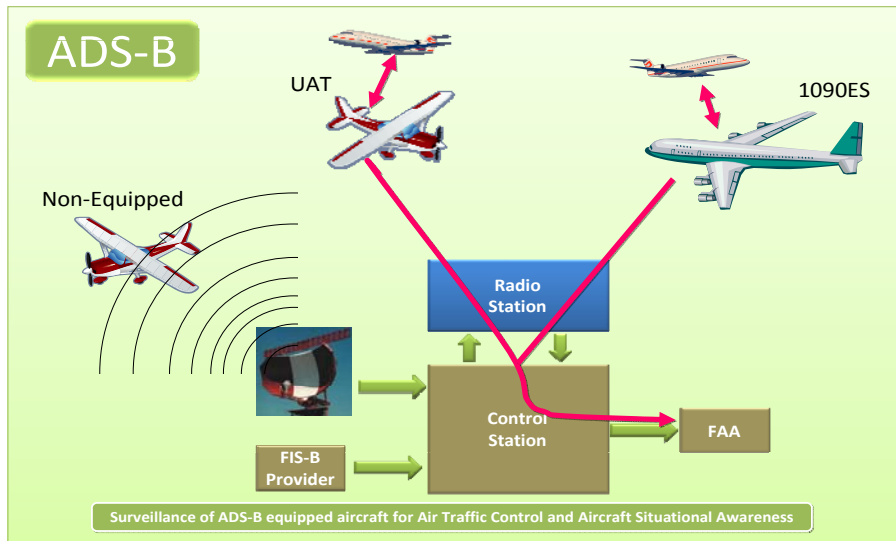 ADS-B
UAT
1090ES
Non-Equipped
Radio
Station
Control
Station
FAA
FIS-B
Provider
Surveillance of ADS-B equipped aircraft for Air Traffic Control and Aircraft Situational Awareness